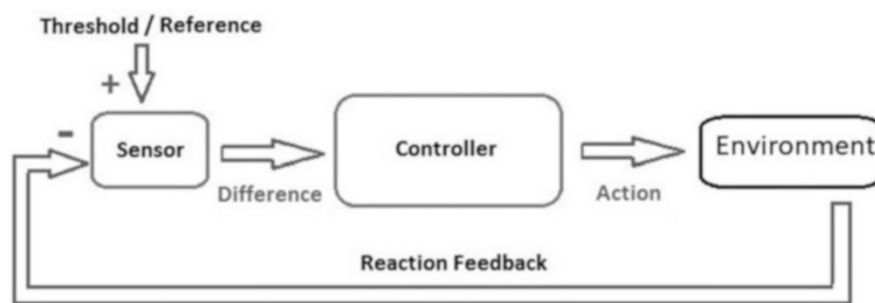 Threshold / Reference
+
-
Sensor
Difference
Controller
Action
Environment
Reaction Feedback